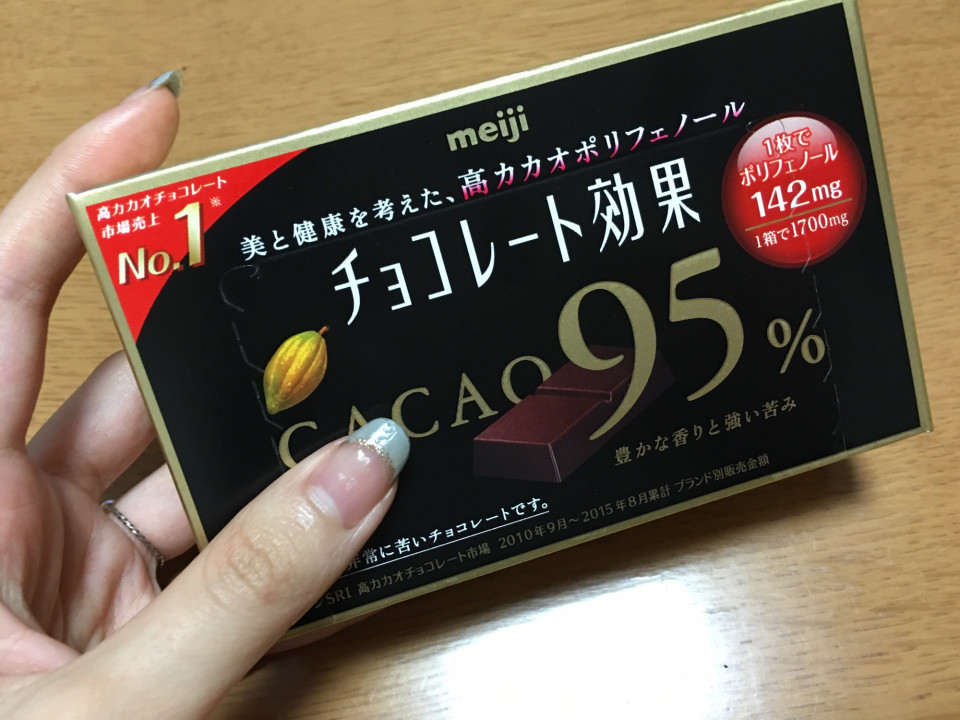 meiji
高カカオチョコレート
市場売上
No.1※
美と健康を考えた、高カカオポリフェノール
チョコレート効果
CACAO 95%
1枚で
ポリフェノール
142mg
1箱で1700mg
豊かな香りと強い苦み
非常に苦いチョコレートです。
SRI 高カカオチョコレート市場 2010年9月～2015年8月累計 ブランド別販売金額